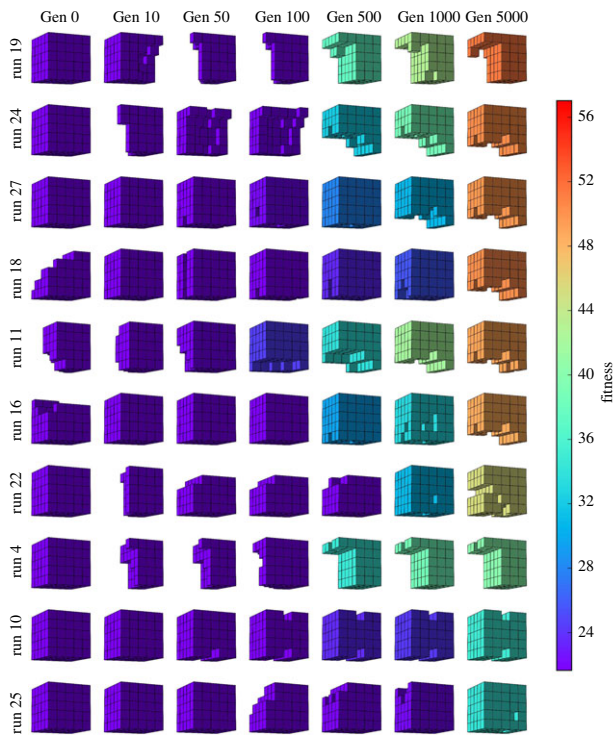 Gen 0 Gen 10 Gen 50 Gen 100 Gen 500 Gen 1000 Gen 5000
run 19
run 24
run 27
run 18
run 11
run 16
run 22
run 4
run 10
run 25
56
52
48
44
40
36
32
28
24
fitness